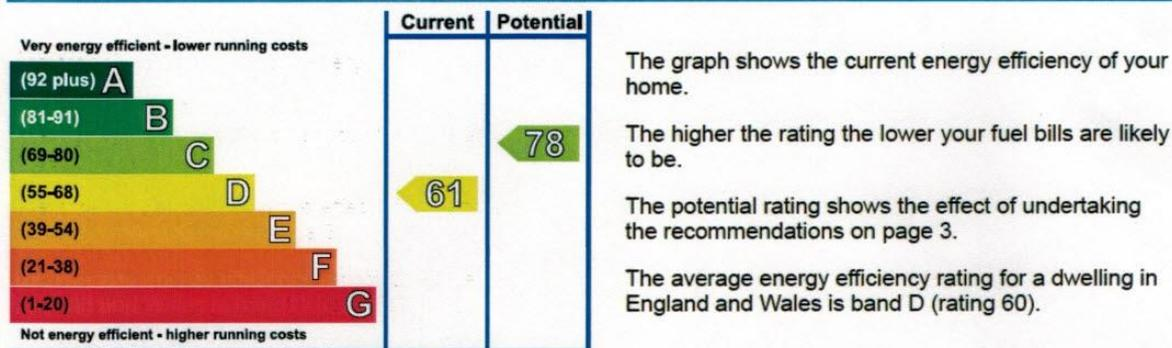 Current Potential
Very energy efficient - lower running costs
(92 plus) A
(81-91) B
(69-80) C
(55-68) D
(39-54) E
(21-38) F
(1-20) G
Not energy efficient - higher running costs
61
78
The graph shows the current energy efficiency of your
home.
The higher the rating the lower your fuel bills are likely
to be.
The potential rating shows the effect of undertaking
the recommendations on page 3.
The average energy efficiency rating for a dwelling in
England and Wales is band D (rating 60).